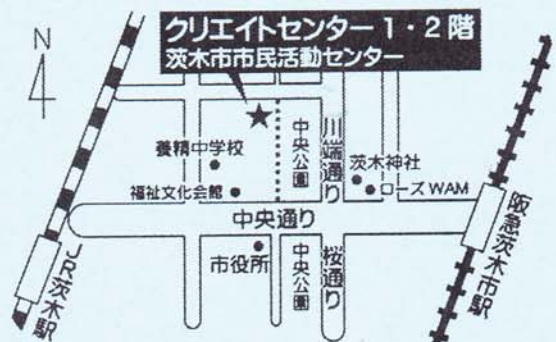 N
クリエイトセンター1・2階
茨木市市民活動センター
養精中学校
福祉文化会館
中央公園
川端通り
茨木神社
ローズWAM
中央通り
市役所
中央公園
桜通り
JR茨木駅
阪急茨木市駅